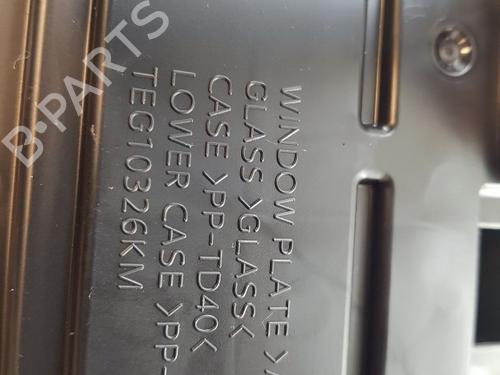 WINDOW PLATE >
GLASS >GLASS<
CASE >PP-TD40<
LOWER CASE >PP-
TEG10326KM
B-PARTS